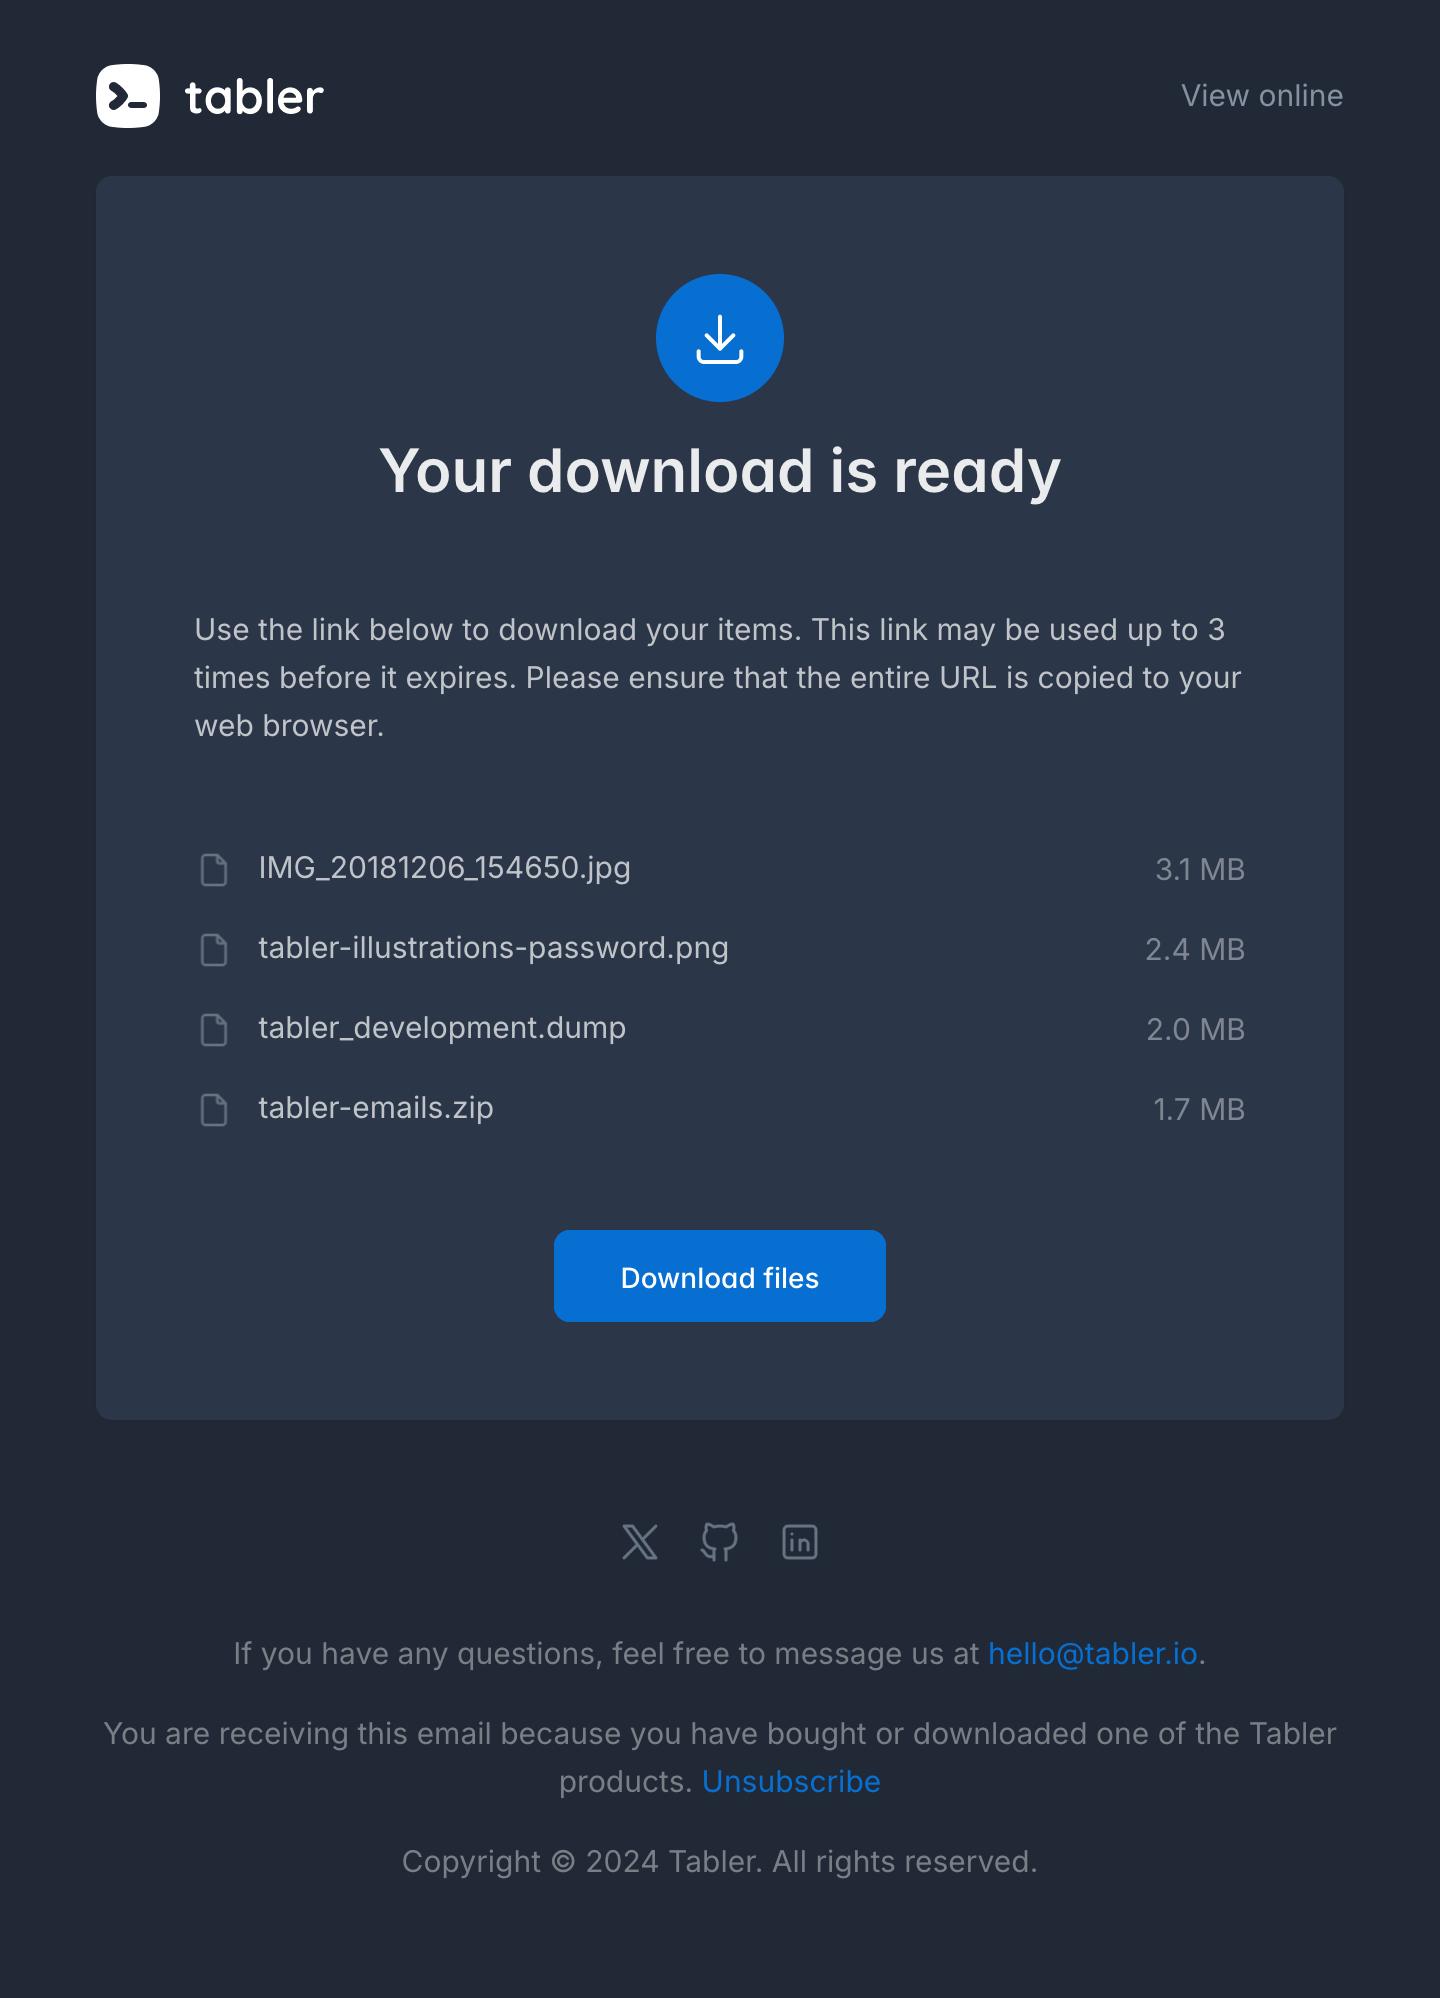 tabler
View online
Your download is ready
Use the link below to download your items. This link may be used up to 3
times before it expires. Please ensure that the entire URL is copied to your
web browser.
IMG_20181206_154650.jpg 3.1 MB
tabler-illustrations-password.png 2.4 MB
tabler_development.dump 2.0 MB
tabler-emails.zip 1.7 MB
Download files
If you have any questions, feel free to message us at hello@tabler.io.
You are receiving this email because you have bought or downloaded one of the Tabler
products. Unsubscribe
Copyright © 2024 Tabler. All rights reserved.